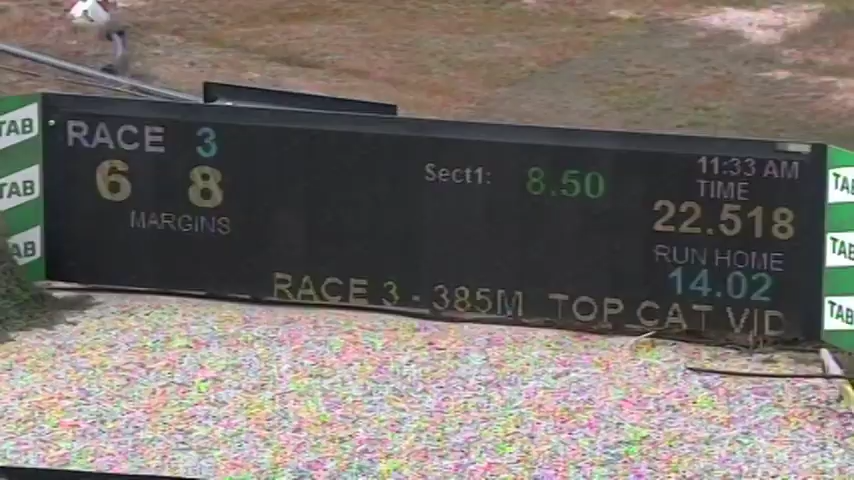 RACE 3
6 8
MARGINS
Sect1: 8.50
11:33 AM
TIME
22.518
RUN HOME
14.02
RACE 3 - 385M TOP CAT VID
TAB
TAB
TAB
TAB
TAB